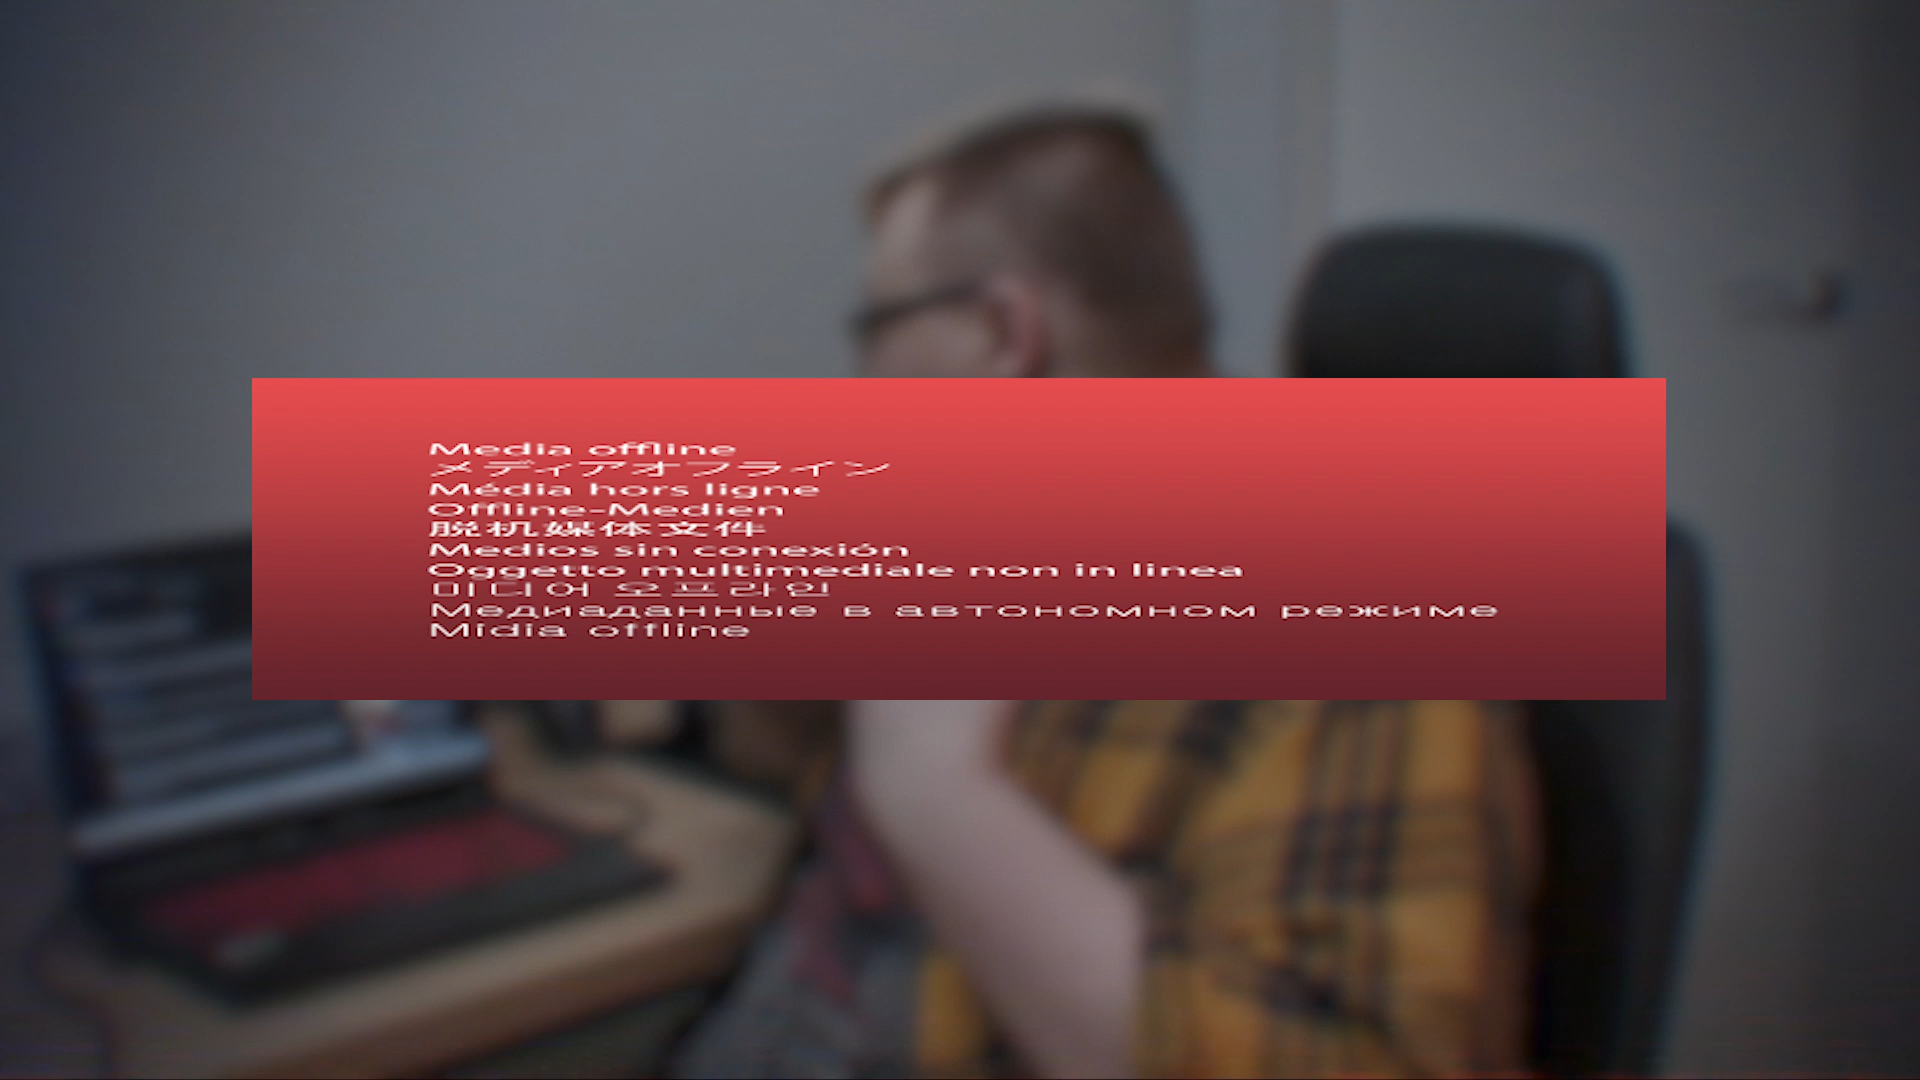 Media offline
メディアオフライン
Média hors ligne
Offline-Medien
脱机媒体文件
Medios sin conexión
Oggetto multimediale non in linea
미디어 오프라인
Медиаданные в автономном режиме
Mídia offline